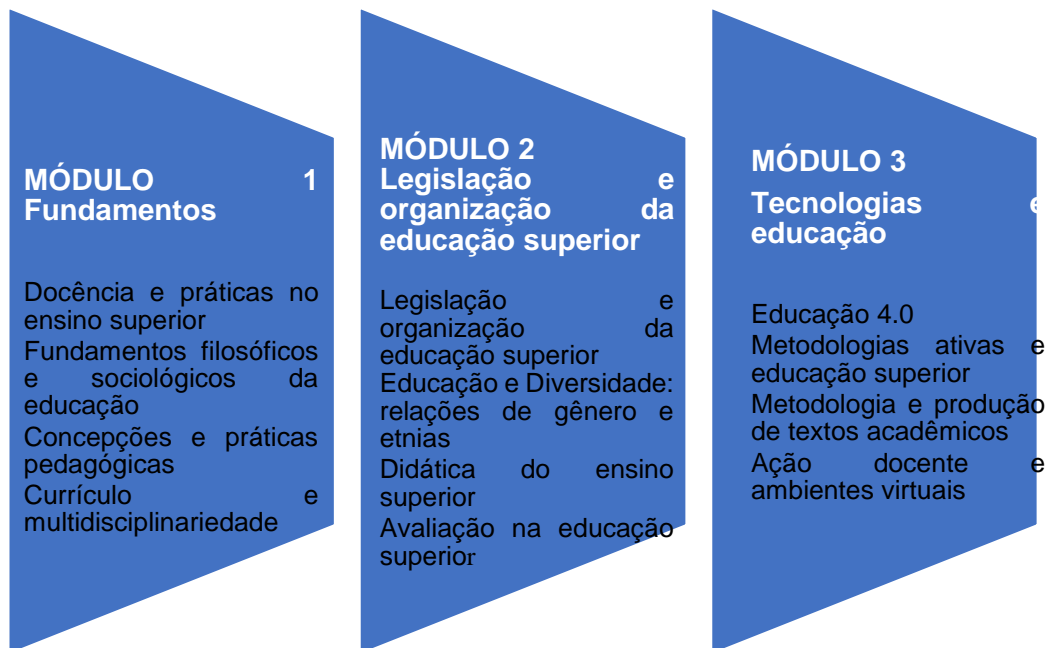 MÓDULO 1
Fundamentos
Docência e práticas no
ensino superior
Fundamentos filosóficos
e sociológicos da
educação
Concepções e práticas
pedagógicas
Currículo e
multidisciplinariedade
MÓDULO 2
Legislação e
organização da
educação superior
Legislação e
organização da
educação superior
Educação e Diversidade:
relações de gênero e
etnias
Didática do ensino
superior
Avaliação na educação
superior
MÓDULO 3
Tecnologias e
educação
Educação 4.0
Metodologias ativas e
educação superior
Metodologia e produção
de textos acadêmicos
Ação docente e
ambientes virtuais